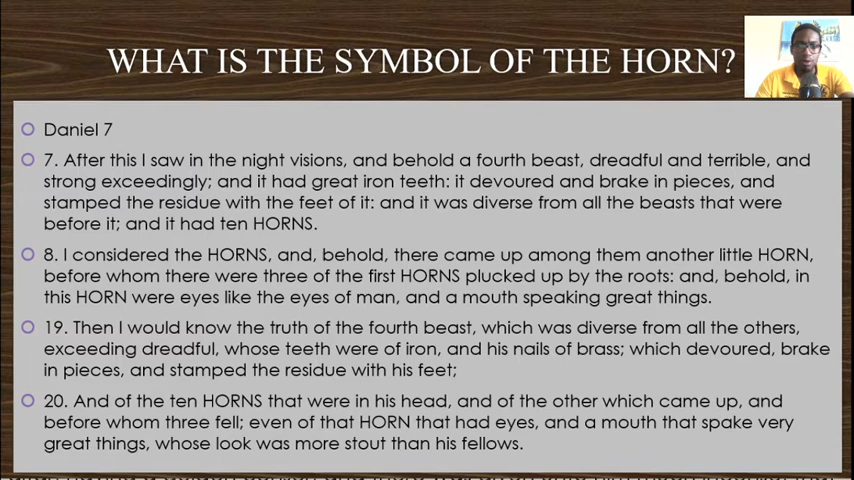 WHAT IS THE SYMBOL OF THE HORN?
Daniel 7
7. After this I saw in the night visions, and behold a fourth beast, dreadful and terrible, and
strong exceedingly; and it had great iron teeth: it devoured and brake in pieces, and
stamped the residue with the feet of it: and it was diverse from all the beasts that were
before it; and it had ten HORNS.
8. I considered the HORNS, and, behold, there came up among them another little HORN,
before whom there were three of the first HORNS plucked up by the roots: and, behold, in
this HORN were eyes like the eyes of man, and a mouth speaking great things.
19. Then I would know the truth of the fourth beast, which was diverse from all the others,
exceeding dreadful, whose teeth were of iron, and his nails of brass; which devoured, brake
in pieces, and stamped the residue with his feet;
20. And of the ten HORNS that were in his head, and of the other which came up, and
before whom three fell; even of that HORN that had eyes, and a mouth that spake very
great things, whose look was more stout than his fellows.